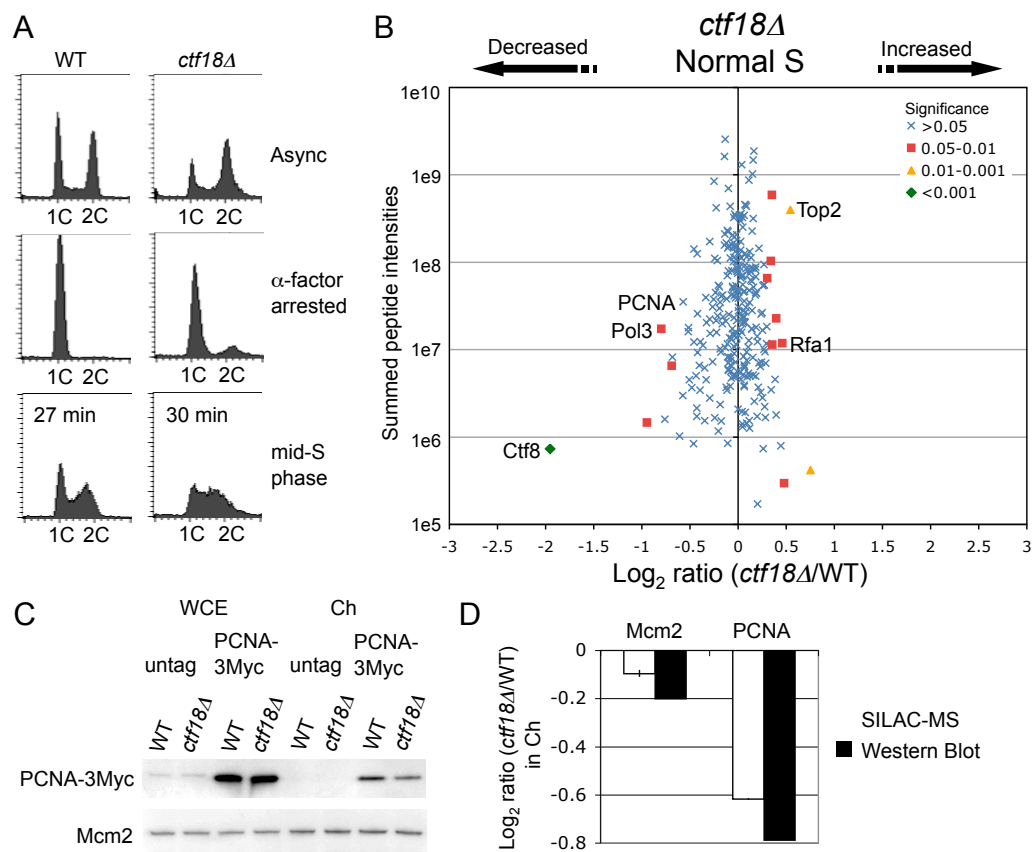 A
WT
ctf18Δ
Async
1C 2C
1C 2C
α-factor
arrested
1C 2C
1C 2C
27 min
30 min
mid-S
phase
1C 2C
1C 2C
B
ctf18Δ
Normal S
Decreased
Increased
Summed peptide intensities
1e10
1e9
1e8
1e7
1e6
1e5
Significance
>0.05
0.05-0.01
0.01-0.001
<0.001
Top2
PCNA
Pol3
Rfa1
Ctf8
-3 -2.5 -2 -1.5 -1 -0.5 0 0.5 1 1.5 2 2.5 3
Log2 ratio (ctf18Δ/WT)
C
WCE
Ch
untag
PCNA-
3Myc
untag
PCNA-
3Myc
WT ctf18Δ WT ctf18Δ WT ctf18Δ WT ctf18Δ
PCNA-3Myc
Mcm2
D
Mcm2
PCNA
Log2 ratio (ctf18Δ/WT)
in Ch
0
-0.2
-0.4
-0.6
-0.8
SILAC-MS
Western Blot